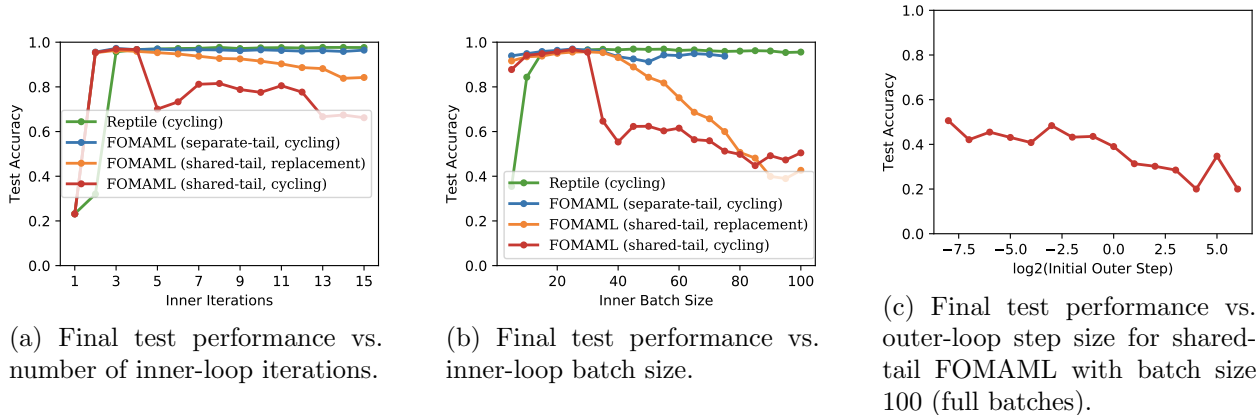 1.0
0.8
0.6
0.4
0.2
0.0
Test Accuracy
Reptile (cycling)
FOMAML (separate-tail, cycling)
FOMAML (shared-tail, replacement)
FOMAML (shared-tail, cycling)
1 3 5 7 9 11 13 15
Inner Iterations
(a) Final test performance vs.
number of inner-loop iterations.
1.0
0.8
0.6
0.4
0.2
0.0
Test Accuracy
Reptile (cycling)
FOMAML (separate-tail, cycling)
FOMAML (shared-tail, replacement)
FOMAML (shared-tail, cycling)
20 40 60 80 100
Inner Batch Size
(b) Final test performance vs.
inner-loop batch size.
1.0
0.8
0.6
0.4
0.2
0.0
Test Accuracy
−7.5 −5.0 −2.5 0.0 2.5 5.0
log2(Initial Outer Step)
(c) Final test performance vs.
outer-loop step size for shared-
tail FOMAML with batch size
100 (full batches).